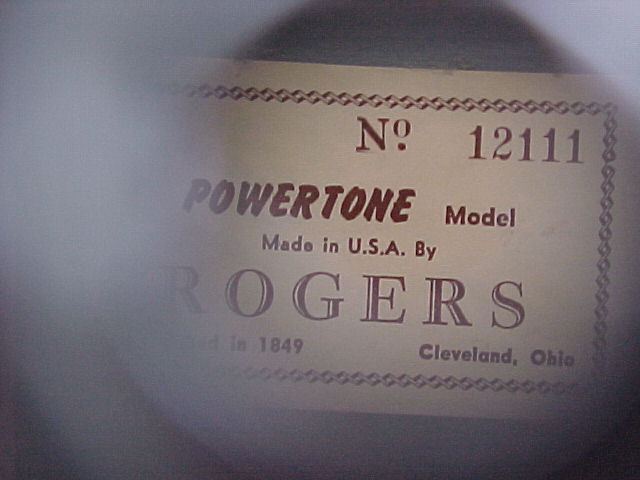 Nº 12111
POWERTONE Model
Made in U.S.A. By
ROGERS
in 1849 Cleveland, Ohio